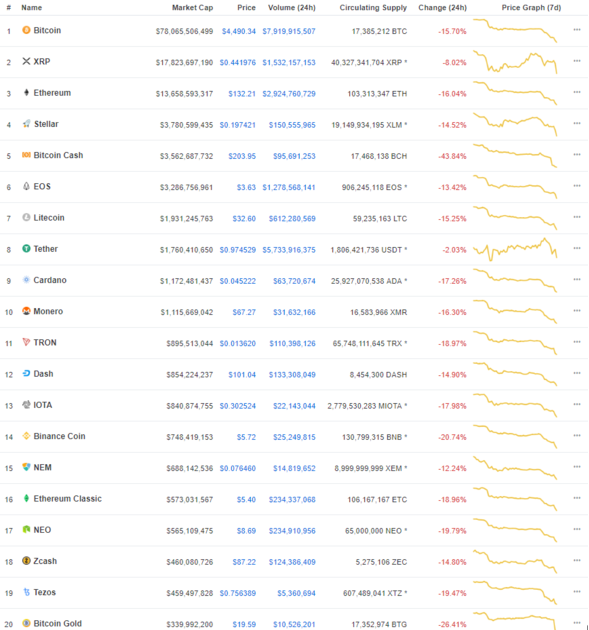 # Name Market Cap Price Volume (24h) Circulating Supply Change (24h) Price Graph (7d)
1 Bitcoin $78,065,506,499 $4,490.34 $7,919,915,507 17,385,212 BTC -15.70%
2 XRP $17,823,697,190 $0.441976 $1,532,157,153 40,327,341,704 XRP * -8.02%
3 Ethereum $13,658,593,317 $132.21 $2,924,760,729 103,313,347 ETH -16.04%
4 Stellar $3,780,599,435 $0.197421 $150,555,965 19,149,934,195 XLM * -14.52%
5 Bitcoin Cash $3,562,687,732 $203.95 $95,691,253 17,468,138 BCH -43.84%
6 EOS $3,286,756,961 $3.63 $1,278,568,141 906,245,118 EOS * -13.42%
7 Litecoin $1,931,245,763 $32.60 $612,280,569 59,235,163 LTC -15.25%
8 Tether $1,760,410,650 $0.974529 $5,733,916,375 1,806,421,736 USDT * -2.03%
9 Cardano $1,172,481,437 $0.045222 $63,720,674 25,927,070,538 ADA * -17.26%
10 Monero $1,115,669,042 $67.27 $31,632,166 16,583,966 XMR -16.30%
11 TRON $895,513,044 $0.013620 $110,398,126 65,748,111,645 TRX * -18.97%
12 Dash $854,224,237 $101.04 $133,308,049 8,454,300 DASH -14.90%
13 IOTA $840,874,755 $0.302524 $22,143,044 2,779,530,283 MIOTA * -17.98%
14 Binance Coin $748,419,153 $5.72 $25,249,815 130,799,315 BNB * -20.74%
15 NEM $688,142,536 $0.076460 $14,819,652 8,999,999,999 XEM * -12.24%
16 Ethereum Classic $573,031,567 $5.40 $234,337,068 106,167,167 ETC -18.96%
17 NEO $565,109,475 $8.69 $234,910,956 65,000,000 NEO * -19.79%
18 Zcash $460,080,726 $87.22 $124,386,409 5,275,106 ZEC -14.80%
19 Tezos $459,497,828 $0.756389 $5,360,694 607,489,041 XTZ * -19.47%
20 Bitcoin Gold $339,992,200 $19.59 $10,526,201 17,352,974 BTG -26.41%